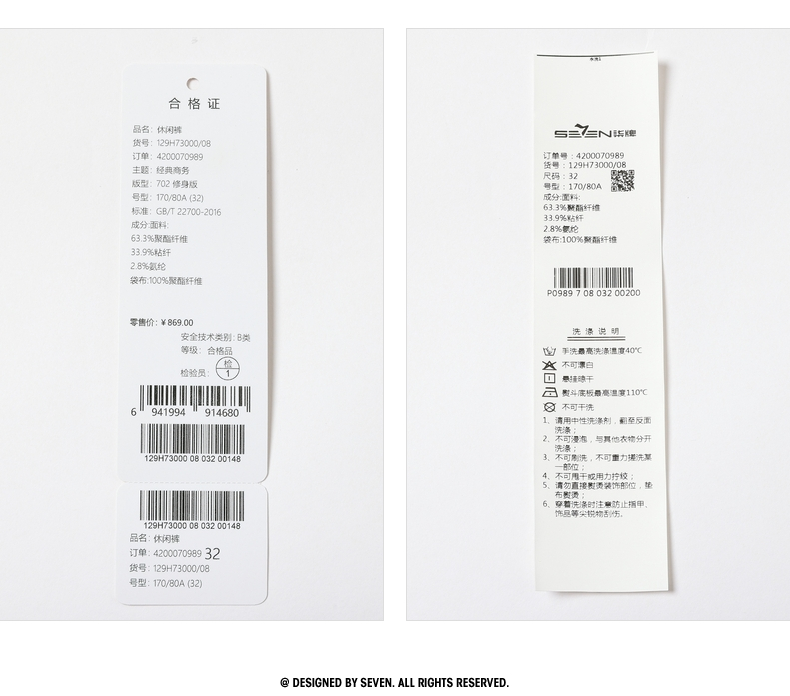 合格证
品名: 休闲裤
货号: 129H73000/08
订单: 4200070989
主题: 经典商务
版型: 702 修身版
号型: 170/80A (32)
标准: GB/T 22700-2016
成分:面料:
63.3%聚酯纤维
33.9%粘纤
2.8%氨纶
袋布:100%聚酯纤维
零售价: ¥869.00
安全技术类别: B类
等级: 合格品
检验员: 检 1
6 941994 914680
129H73000 08 032 00148
129H73000 08 032 00148
品名: 休闲裤
订单: 4200070989 32
货号: 129H73000/08
号型: 170/80A (32)
SEVEN 柒牌
订单号: 4200070989
货号: 129H73000/08
尺码: 32
号型: 170/80A
成分:面料:
63.3%聚酯纤维
33.9%粘纤
2.8%氨纶
袋布:100%聚酯纤维
P0989 7 08 032 00200
洗涤说明
手洗最高洗涤温度40℃
不可漂白
悬挂晾干
熨斗底板最高温度110℃
不可干洗
1、请用中性洗涤剂，翻至反面
洗涤；
2、不可浸泡，与其他衣物分开
洗涤；
3、不可刷洗，不可重力搓洗某
一部位；
4、不可甩干或用力拧绞；
5、请勿直接熨烫装饰部位，垫
布熨烫；
6、穿着洗涤时注意防止指甲、
饰品等尖锐物刮伤。
@ DESIGNED BY SEVEN. ALL RIGHTS RESERVED.